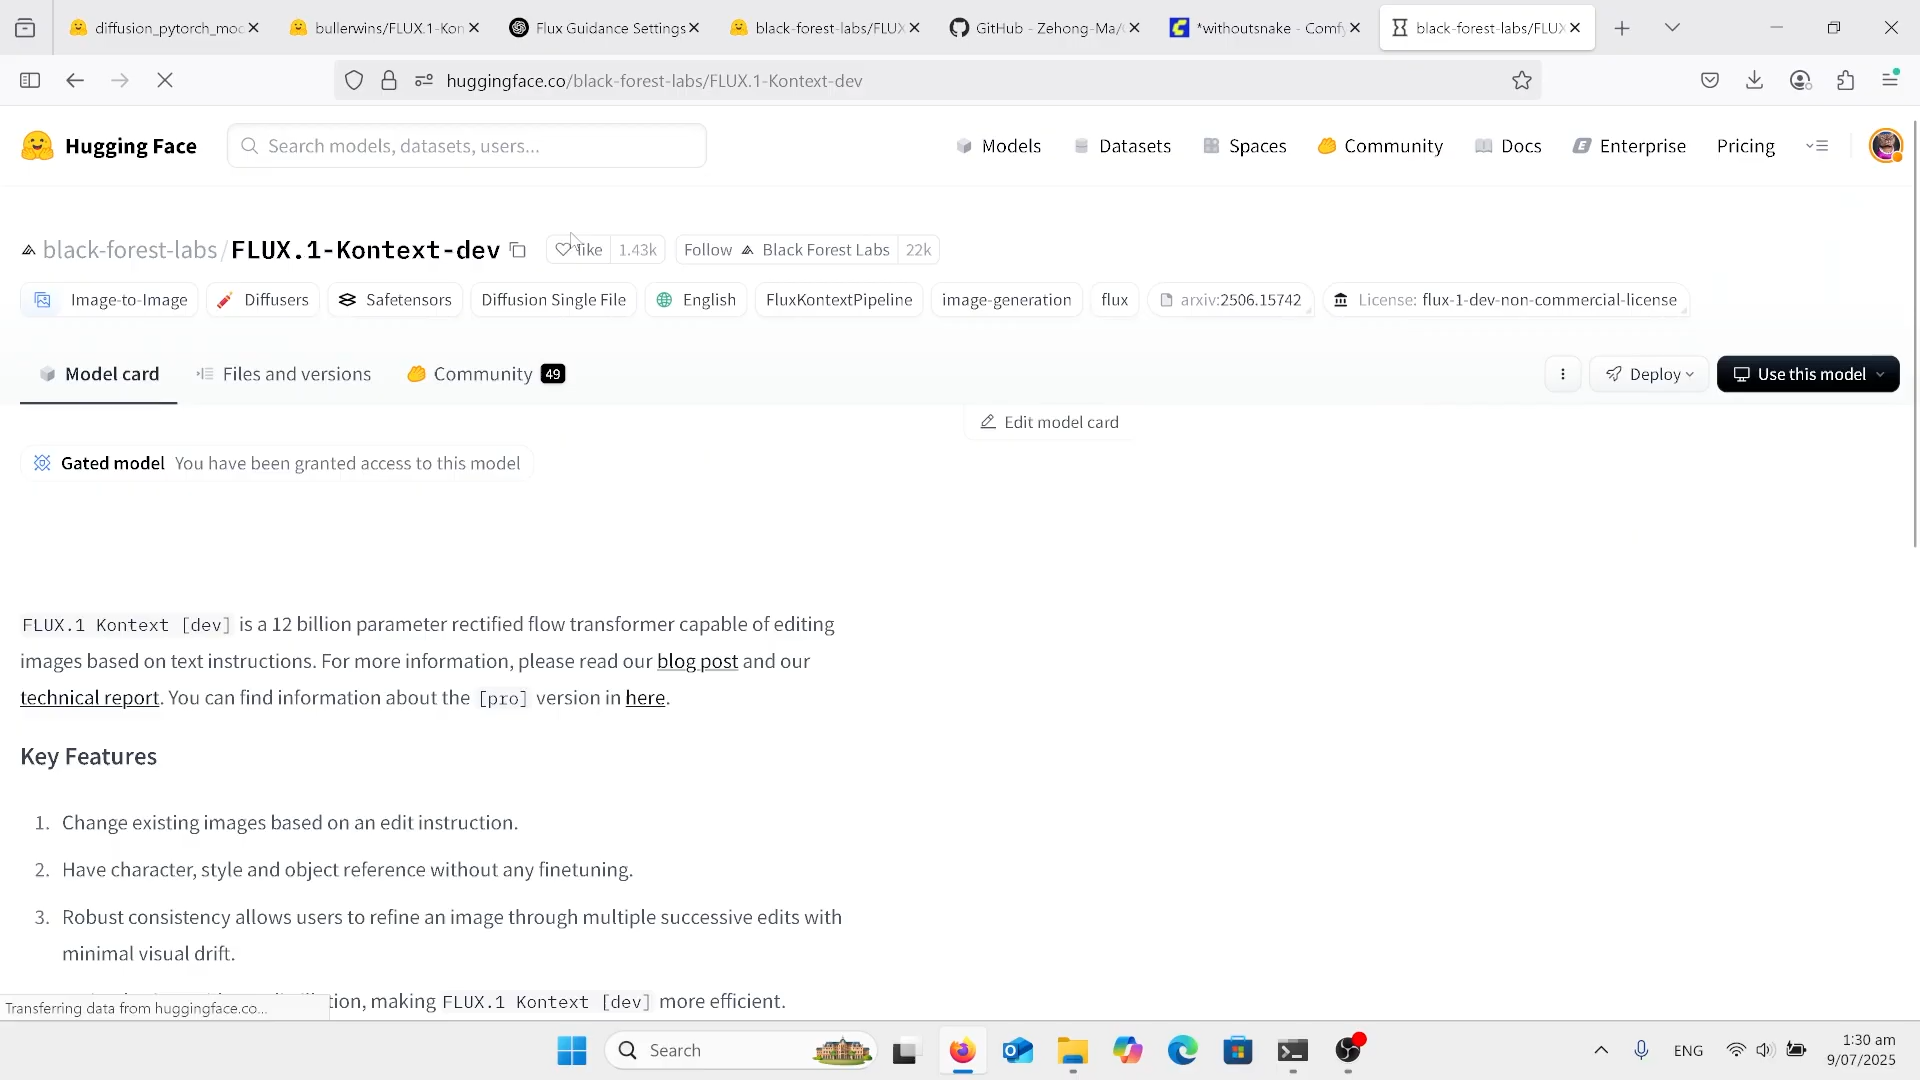 diffusion_pytorch_moc
bullerwins/FLUX.1-Kon
Flux Guidance Settings
black-forest-labs/FLUX
GitHub - Zehong-Ma/
*withoutsnake - Comfy
black-forest-labs/FLUX
huggingface.co/black-forest-labs/FLUX.1-Kontext-dev
Hugging Face
Search models, datasets, users...
Models
Datasets
Spaces
Community
Docs
Enterprise
Pricing
black-forest-labs/FLUX.1-Kontext-dev
like 1.43k
Follow Black Forest Labs 22k
Image-to-Image
Diffusers
Safetensors
Diffusion Single File
English
FluxKontextPipeline
image-generation
flux
arxiv:2506.15742
License: flux-1-dev-non-commercial-license
Model card
Files and versions
Community 49
Deploy
Use this model
Edit model card
Gated model You have been granted access to this model
FLUX.1 Kontext [dev] is a 12 billion parameter rectified flow transformer capable of editing
images based on text instructions. For more information, please read our blog post and our
technical report. You can find information about the [pro] version in here.
Key Features
1. Change existing images based on an edit instruction.
2. Have character, style and object reference without any finetuning.
3. Robust consistency allows users to refine an image through multiple successive edits with
minimal visual drift.
making FLUX.1 Kontext [dev] more efficient.
Transferring data from huggingface.co...
Search
ENG
1:30 am
9/07/2025